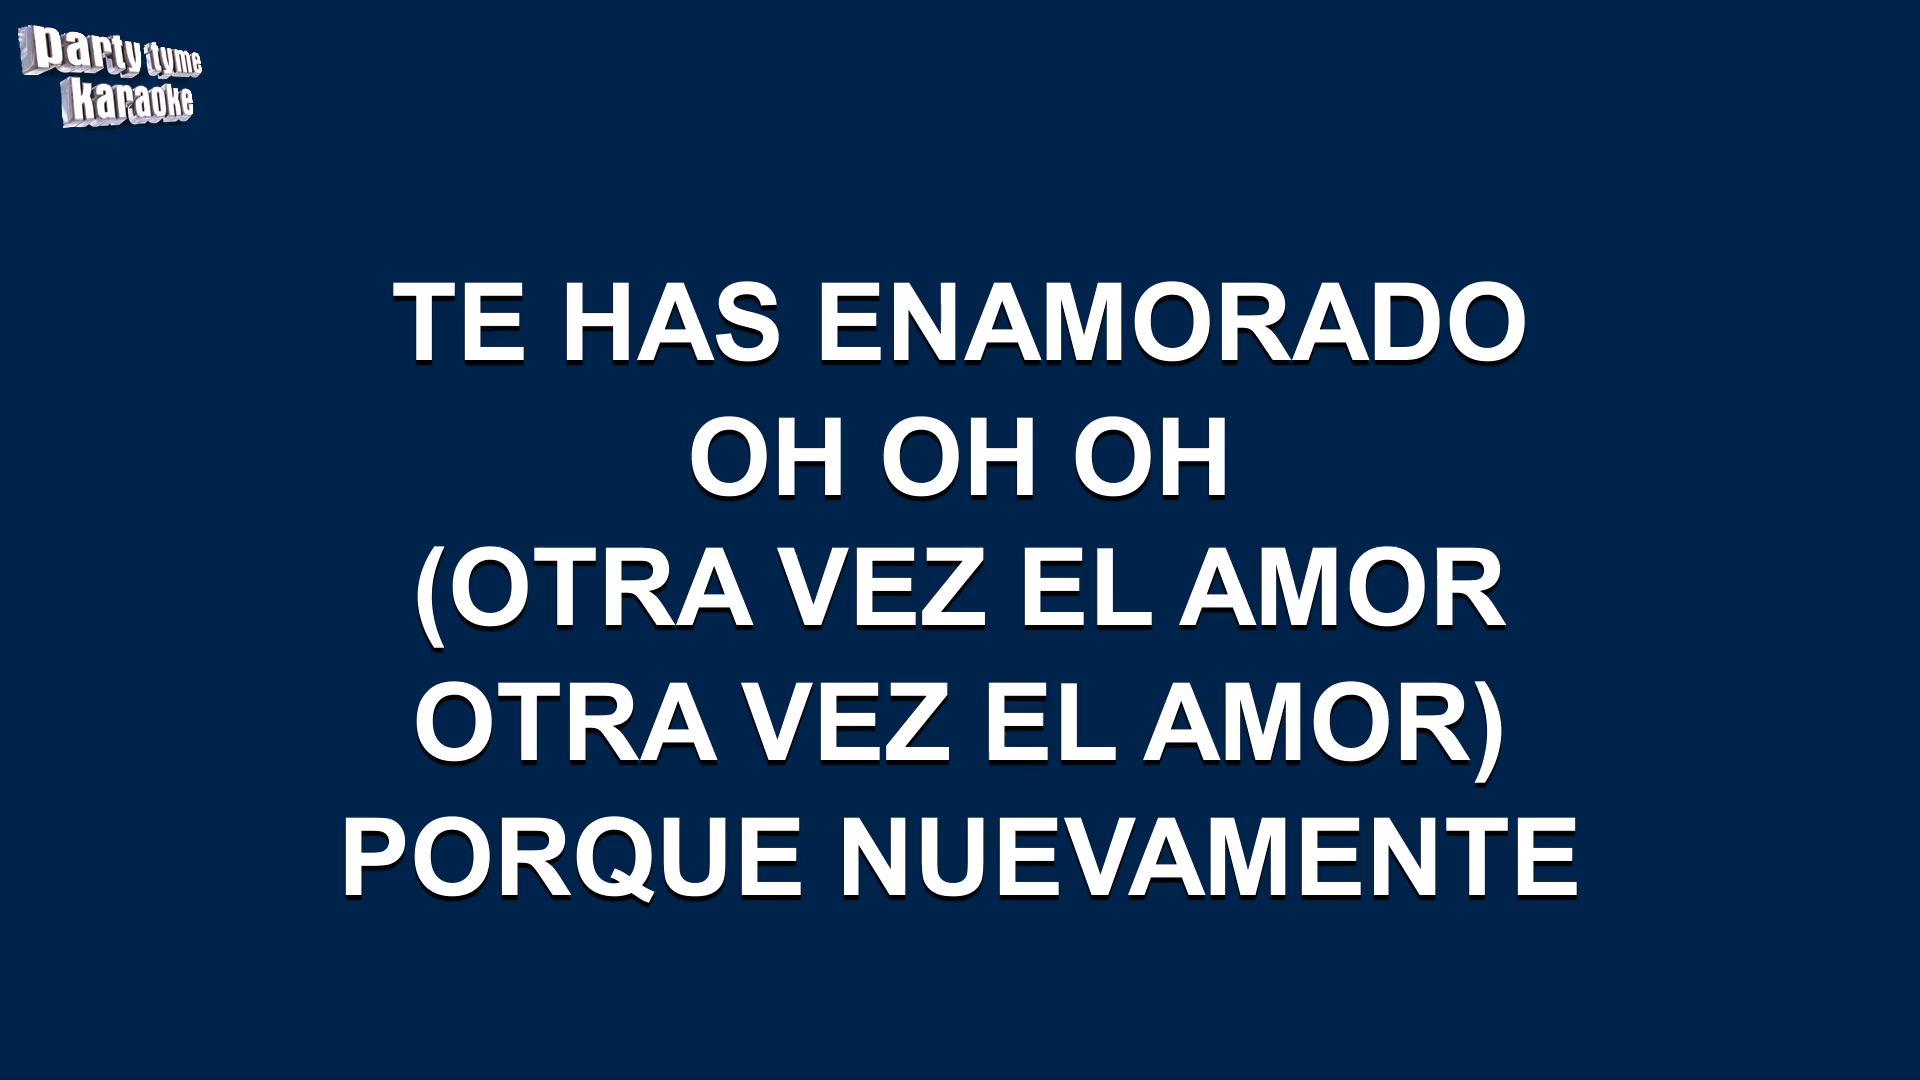 party tyme
karaoke
TE HAS ENAMORADO
OH OH OH
(OTRA VEZ EL AMOR
OTRA VEZ EL AMOR)
PORQUE NUEVAMENTE